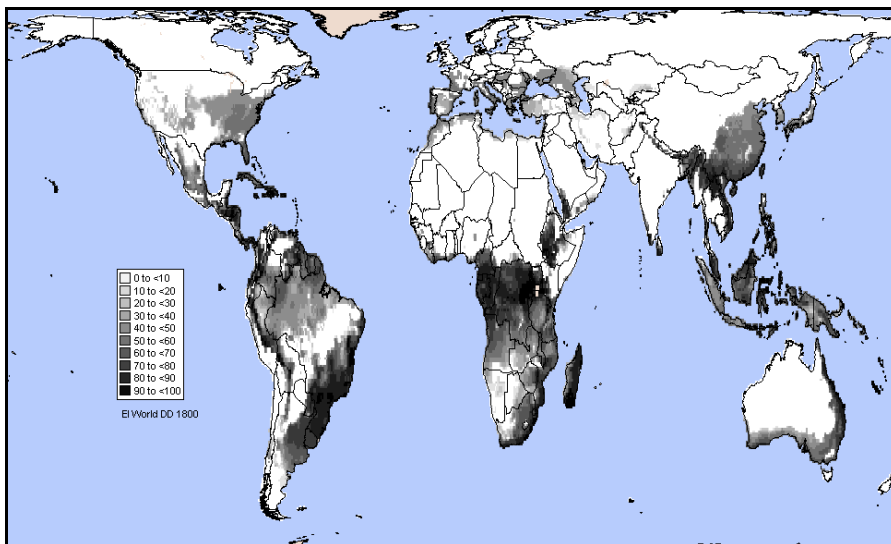 0 to <10
10 to <20
20 to <30
30 to <40
40 to <50
50 to <60
60 to <70
70 to <80
80 to <90
90 to <100
EI World DD 1800